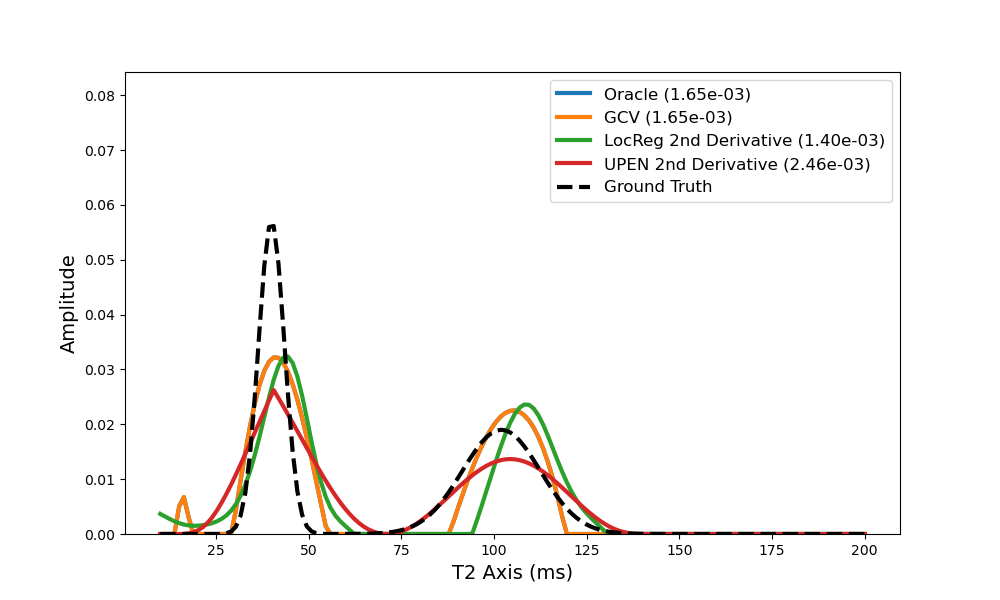 Oracle (1.65e-03)
GCV (1.65e-03)
LocReg 2nd Derivative (1.40e-03)
UPEN 2nd Derivative (2.46e-03)
Ground Truth
Amplitude
0.08
0.07
0.06
0.05
0.04
0.03
0.02
0.01
0.00
25 50 75 100 125 150 175 200
T2 Axis (ms)